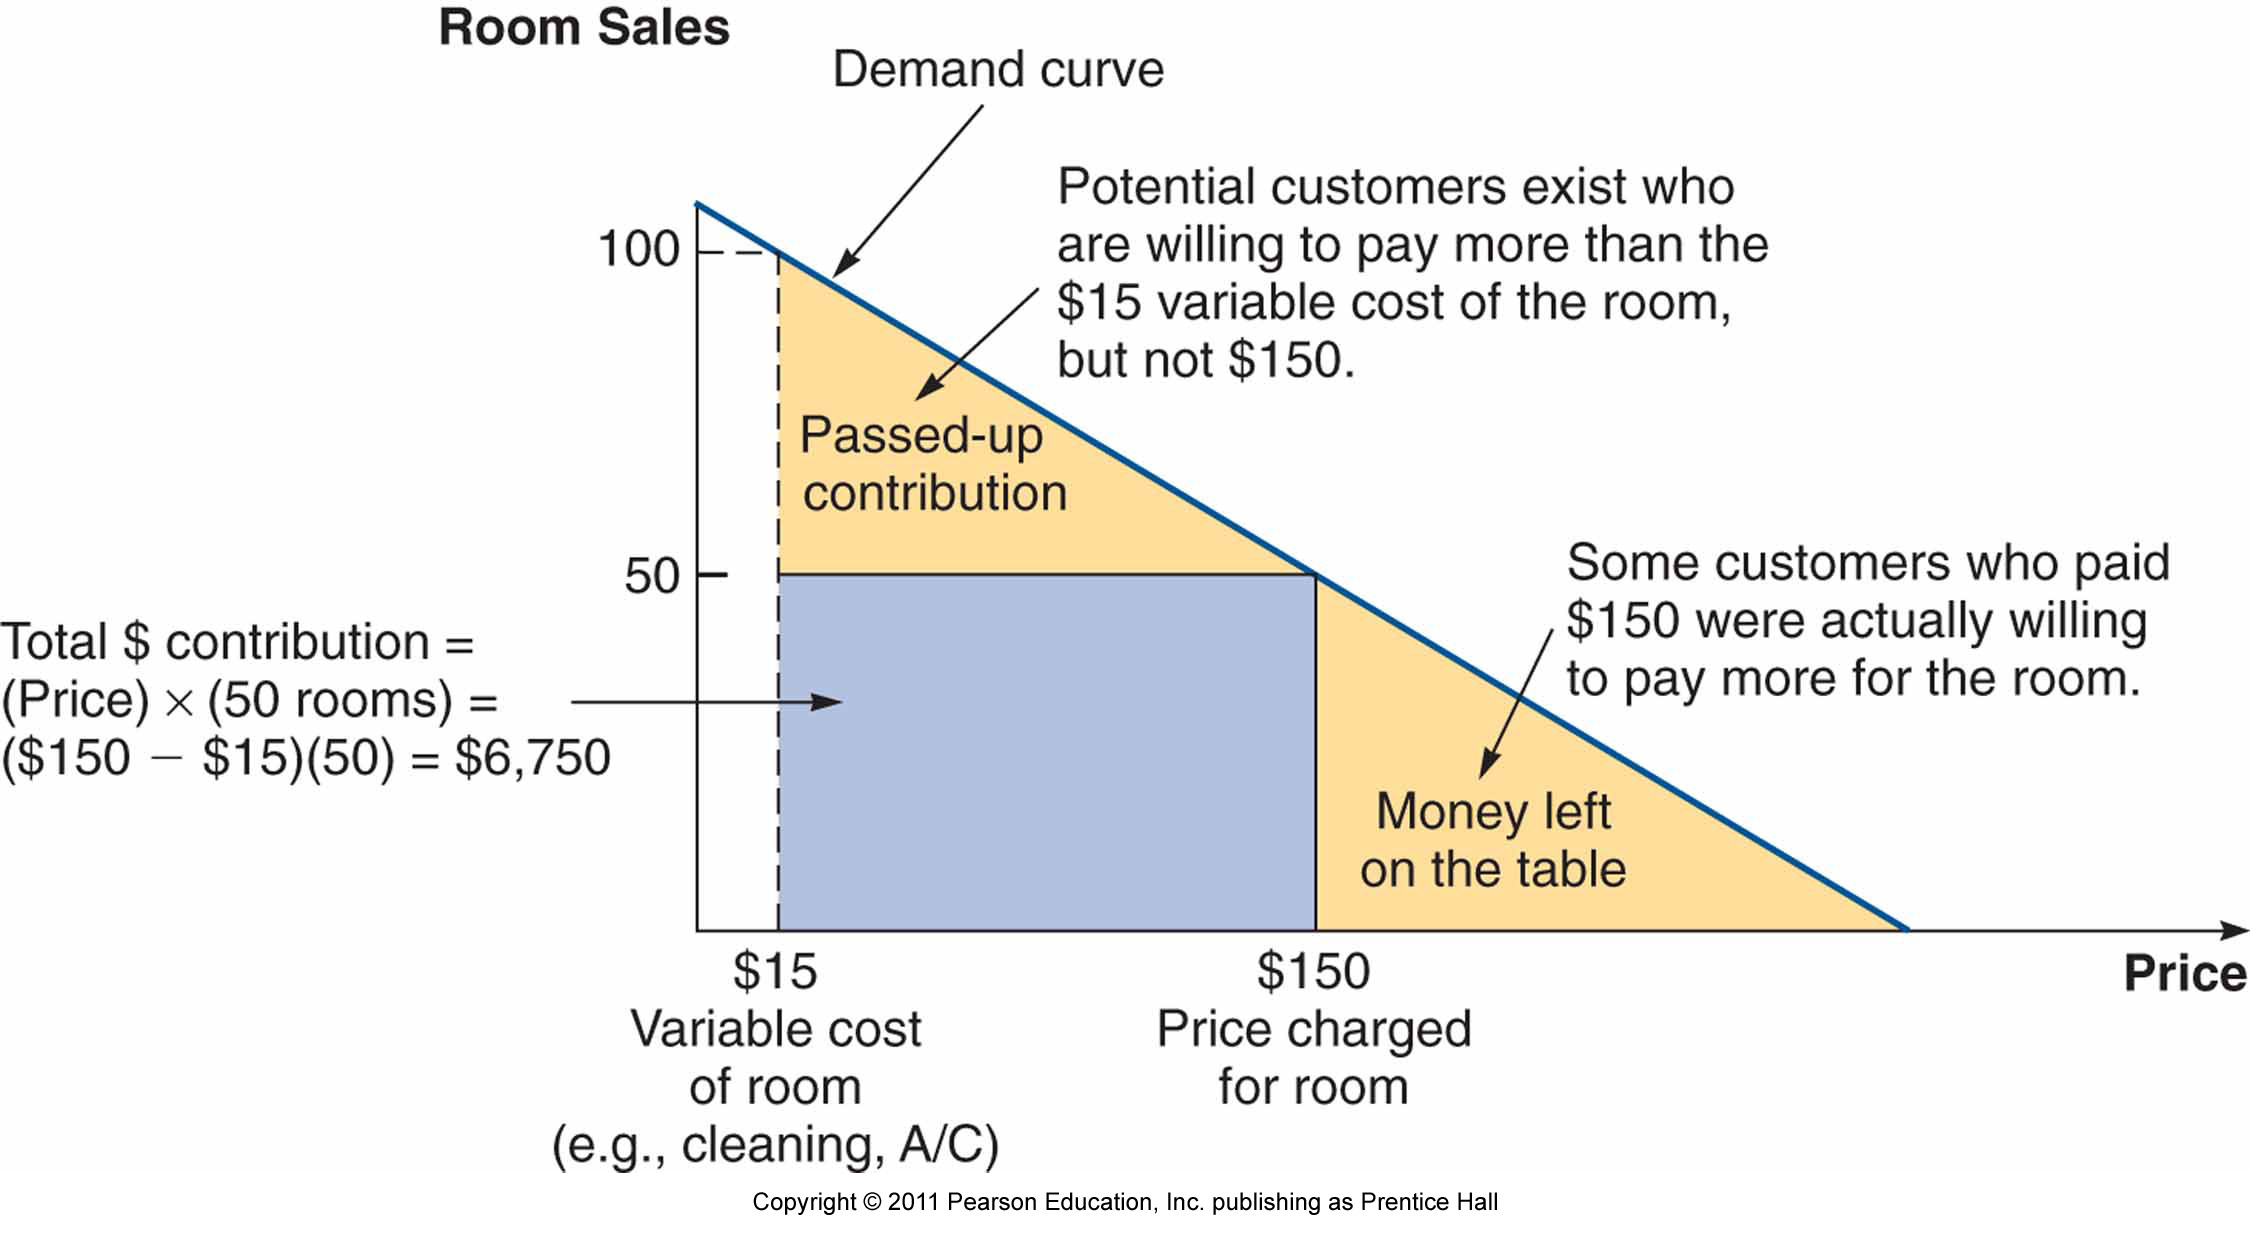 Room Sales
Demand curve
Potential customers exist who
are willing to pay more than the
$15 variable cost of the room,
but not $150.
100
Passed-up
contribution
50
Some customers who paid
$150 were actually willing
to pay more for the room.
Total $ contribution =
(Price) × (50 rooms) =
($150 − $15)(50) = $6,750
Money left
on the table
$15
Variable cost
of room
(e.g., cleaning, A/C)
$150
Price charged
for room
Price
Copyright © 2011 Pearson Education, Inc. publishing as Prentice Hall